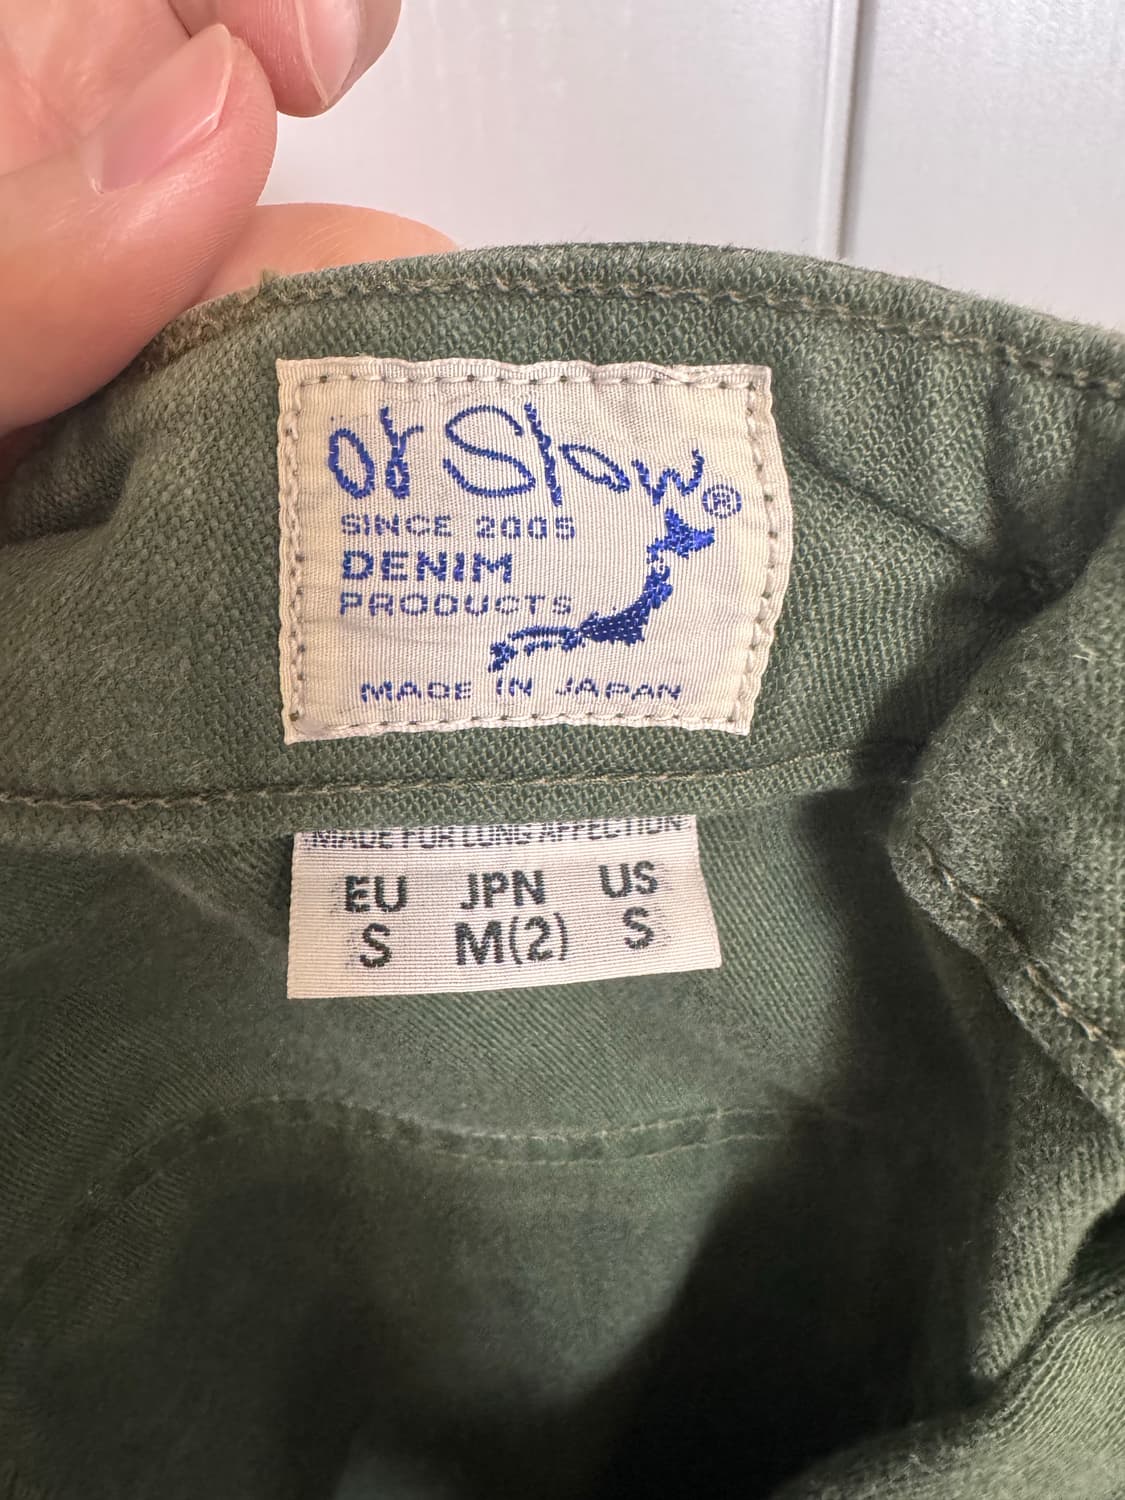 or Slow®
SINCE 2005
DENIM
PRODUCTS
MADE IN JAPAN
MADE FOR LONG AFFECTION
EU JPN US
S M(2) S